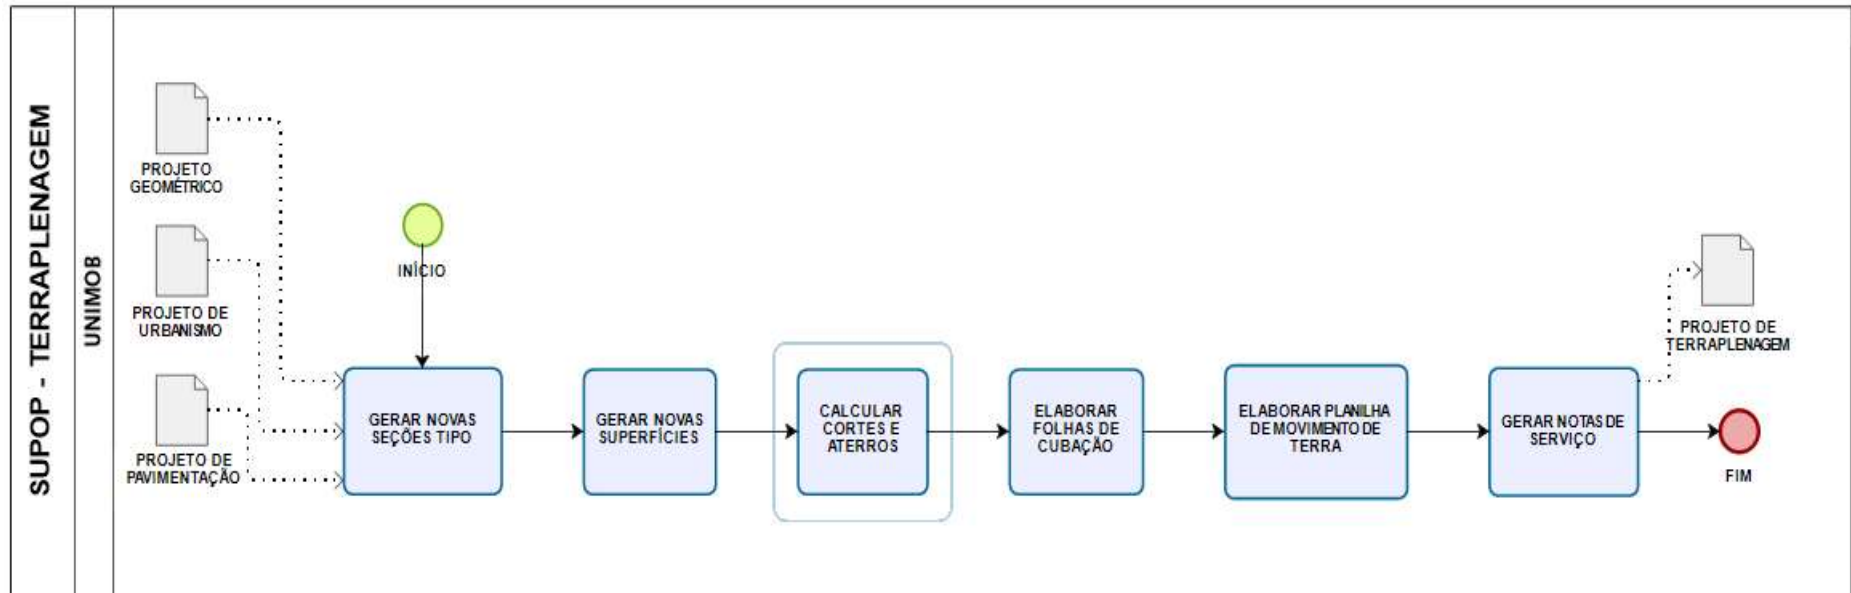 SUPOP - TERRAPLENAGEM
UNIMOB
PROJETO
GEOMÉTRICO
PROJETO DE
URBANISMO
PROJETO DE
PAVIMENTAÇÃO
INÍCIO
GERAR NOVAS
SEÇÕES TIPO
GERAR NOVAS
SUPERFÍCIES
CALCULAR
CORTES E
ATERROS
ELABORAR
FOLHAS DE
CUBAÇÃO
ELABORAR PLANILHA
DE MOVIMENTO DE
TERRA
GERAR NOTAS DE
SERVIÇO
PROJETO DE
TERRAPLENAGEM
FIM